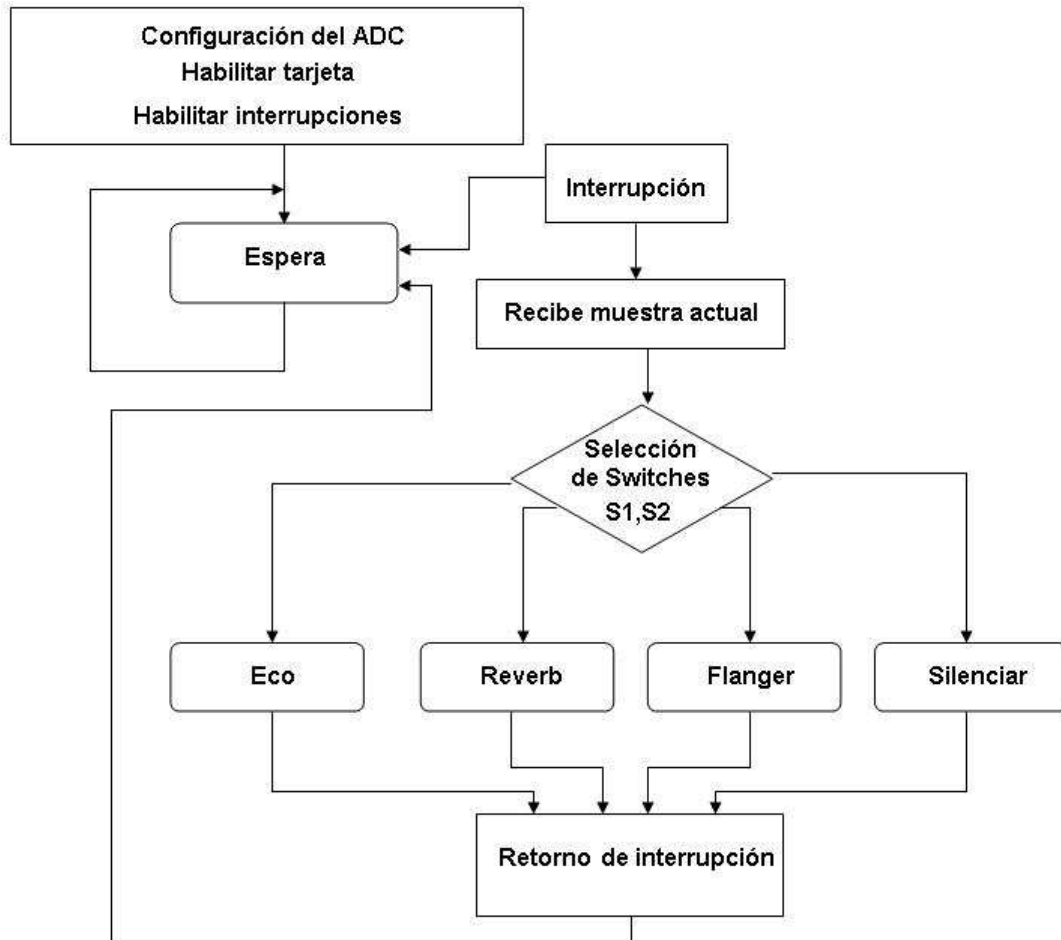 Configuración del ADC
Habilitar tarjeta
Habilitar interrupciones
Interrupción
Espera
Recibe muestra actual
Selección
de Switches
S1,S2
Eco
Reverb
Flanger
Silenciar
Retorno de interrupción